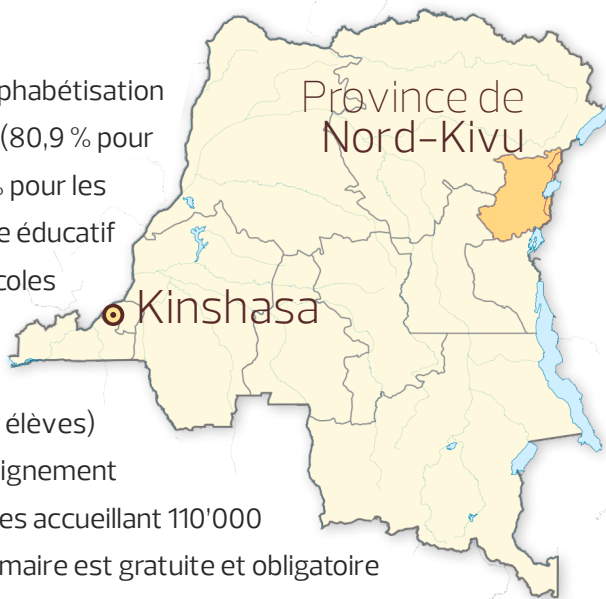 phabétisation
Province de
(80,9 % pour
Nord-Kivu
% pour les
e éducatif
coles
Kinshasa
élèves)
ignement
es accueillant 110'000
maire est gratuite et obligatoire